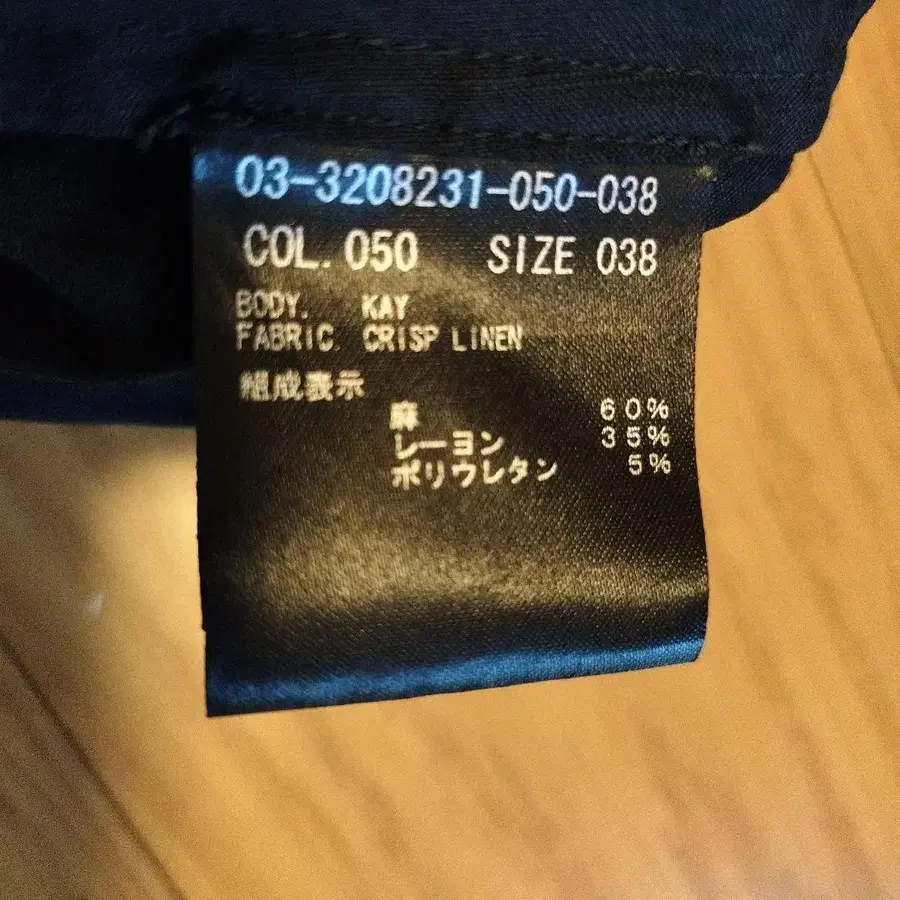 03-3208231-050-038
COL. 050 SIZE 038
BODY. KAY
FABRIC. CRISP LINEN
組成表示
麻 60%
レーヨン 35%
ポリウレタン 5%